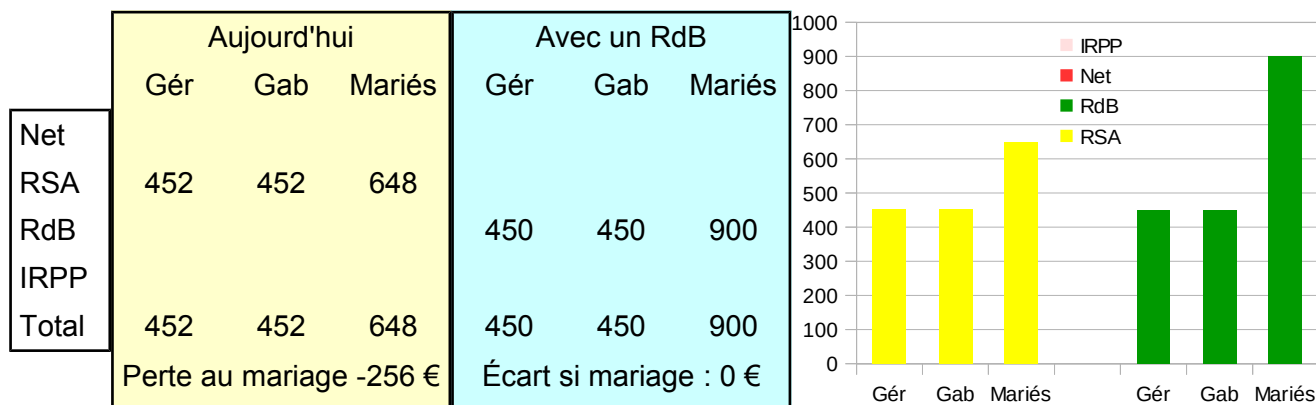 Aujourd'hui Avec un RdB
Gér Gab Mariés Gér Gab Mariés
Net
RSA 452 452 648
RdB 450 450 900
IRPP
Total 452 452 648 450 450 900
Perte au mariage -256 € Écart si mariage : 0 €
1000
900
800
700
600
500
400
300
200
100
0
IRPP
Net
RdB
RSA
Gér Gab Mariés Gér Gab Mariés